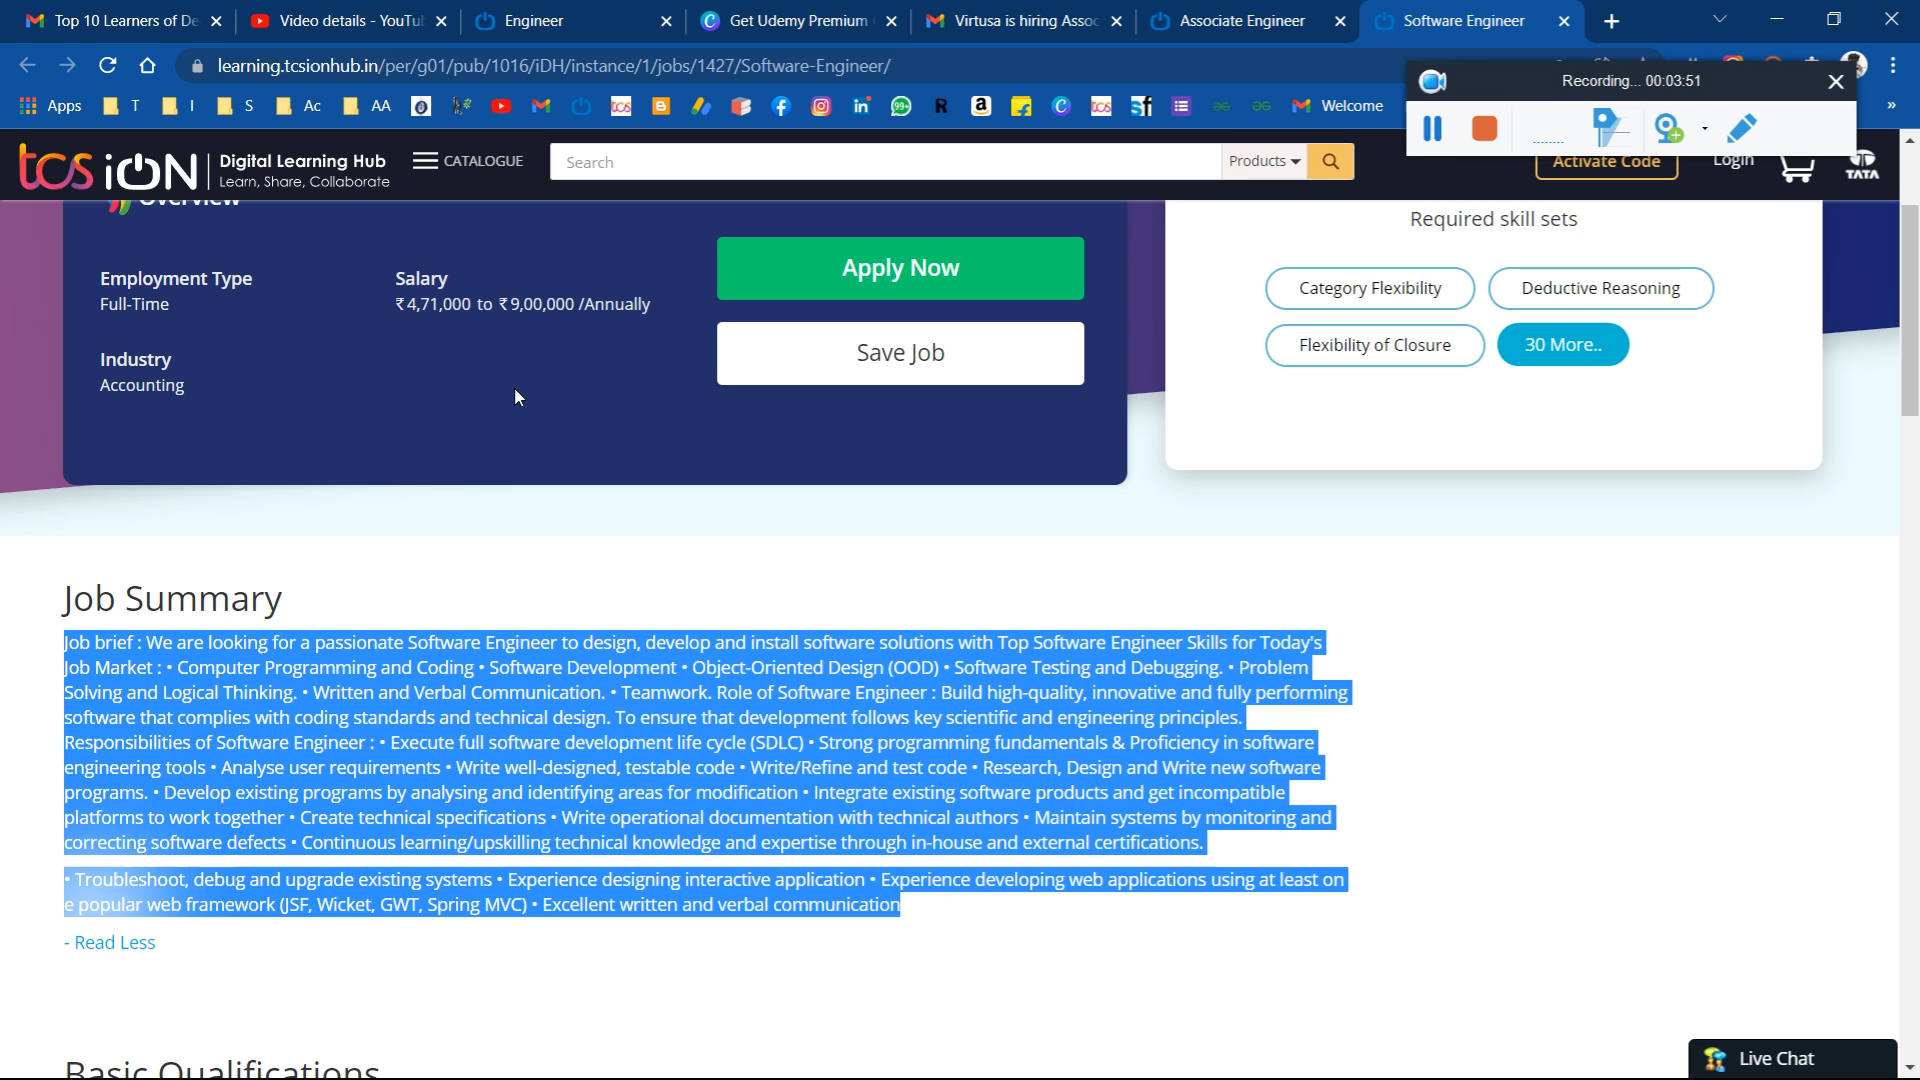 Top 10 Learners of De
Video details - YouTu
Engineer
Get Udemy Premium
Virtusa is hiring Assoc
Associate Engineer
Software Engineer
learning.tcsionhub.in/per/g01/pub/1016/iDH/instance/1/jobs/1427/Software-Engineer/
Recording... 00:03:51
Apps
T
I
S
Ac
AA
Welcome
tcs iON
Digital Learning Hub
Learn, Share, Collaborate
CATALOGUE
Search
Products
Activate Code
Login
TATA
Overview
Employment Type
Full-Time
Salary
₹4,71,000 to ₹9,00,000 /Annually
Industry
Accounting
Apply Now
Save Job
Required skill sets
Category Flexibility
Deductive Reasoning
Flexibility of Closure
30 More..
Job Summary
Job brief : We are looking for a passionate Software Engineer to design, develop and install software solutions with Top Software Engineer Skills for Today's
Job Market : • Computer Programming and Coding • Software Development • Object-Oriented Design (OOD) • Software Testing and Debugging. • Problem
Solving and Logical Thinking. • Written and Verbal Communication. • Teamwork. Role of Software Engineer : Build high-quality, innovative and fully performing
software that complies with coding standards and technical design. To ensure that development follows key scientific and engineering principles.
Responsibilities of Software Engineer : • Execute full software development life cycle (SDLC) • Strong programming fundamentals & Proficiency in software
engineering tools • Analyse user requirements • Write well-designed, testable code • Write/Refine and test code • Research, Design and Write new software
programs. • Develop existing programs by analysing and identifying areas for modification • Integrate existing software products and get incompatible
platforms to work together • Create technical specifications • Write operational documentation with technical authors • Maintain systems by monitoring and
correcting software defects • Continuous learning/upskilling technical knowledge and expertise through in-house and external certifications.
• Troubleshoot, debug and upgrade existing systems • Experience designing interactive application • Experience developing web applications using at least on
e popular web framework (JSF, Wicket, GWT, Spring MVC) • Excellent written and verbal communication
- Read Less
Basic Qualifications
Live Chat